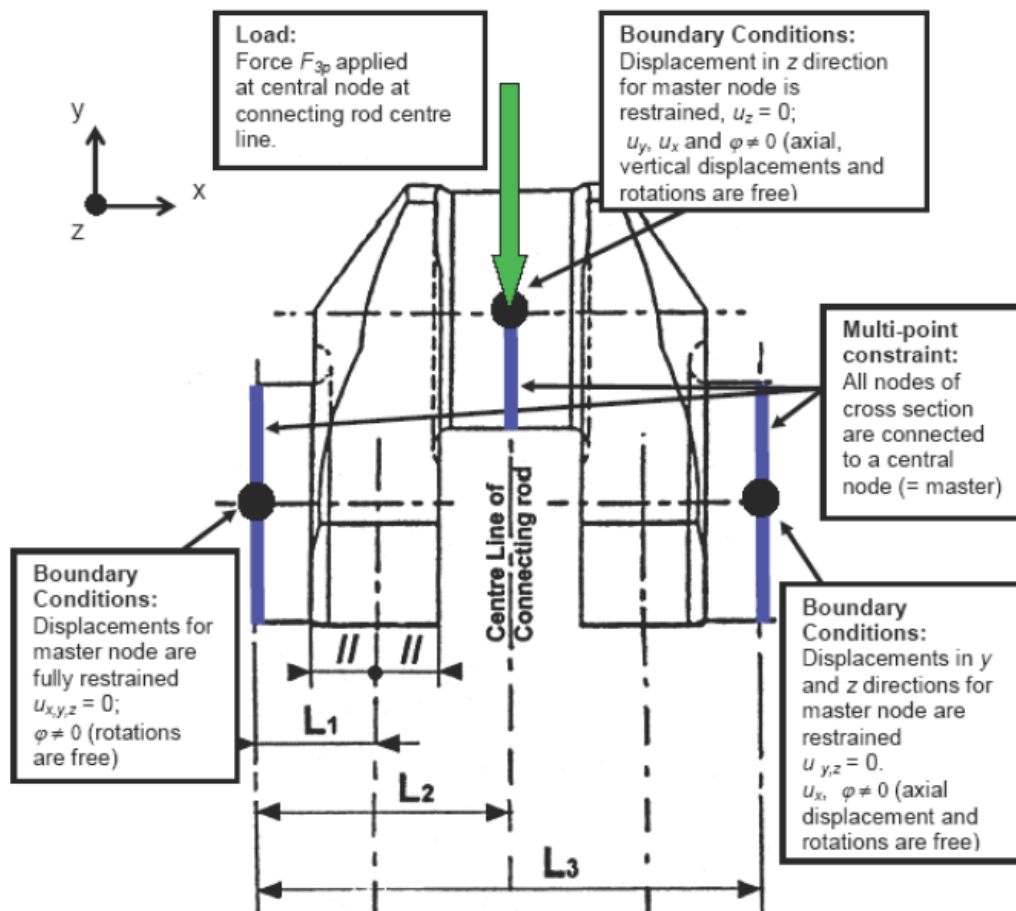 Load:
Force F3p applied
at central node at
connecting rod centre
line.
Boundary Conditions:
Displacement in z direction
for master node is
restrained, uz = 0;
uy, ux and φ ≠ 0 (axial,
vertical displacements and
rotations are free)
y
x
z
Multi-point
constraint:
All nodes of
cross section
are connected
to a central
node (= master)
Centre Line of
Connecting rod
Boundary
Conditions:
Displacements for
master node are
fully restrained
ux,y,z = 0;
φ ≠ 0 (rotations
are free)
Boundary
Conditions:
Displacements in y
and z directions for
master node are
restrained
u y,z = 0.
ux, φ ≠ 0 (axial
displacement and
rotations are free)
// //
L1
L2
L3